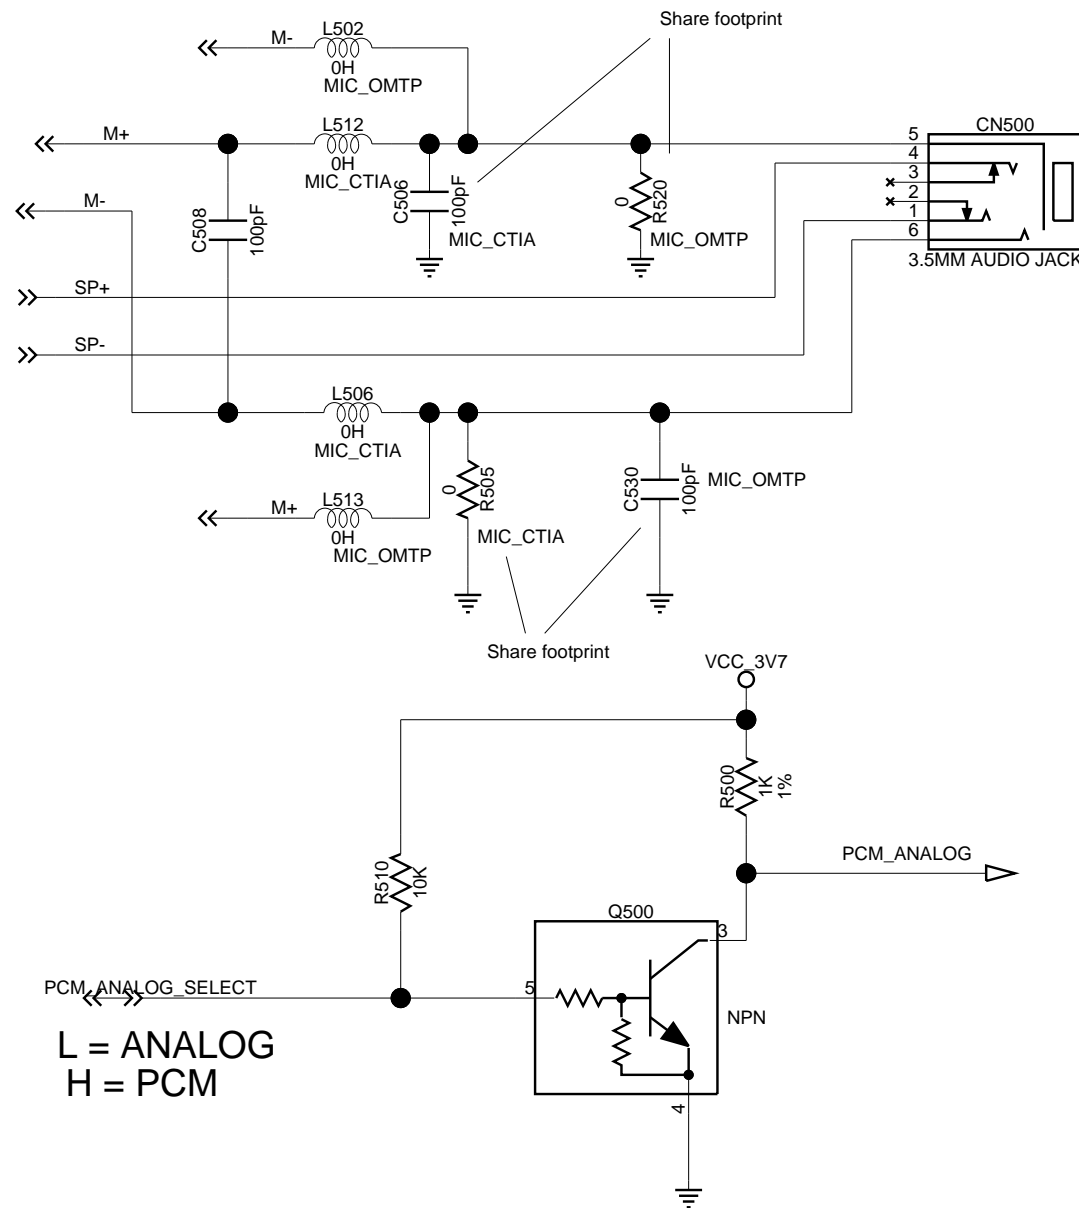 Share footprint
M-
L502
0H
MIC_OMTP
M+
L512
0H
MIC_CTIA
C506
100pF
MIC_CTIA
0
R520
MIC_OMTP
CN500
5
4
3
2
1
6
3.5MM AUDIO JACK
M-
C508
100pF
SP+
SP-
L506
0H
MIC_CTIA
M+
L513
0H
MIC_OMTP
0
R505
MIC_CTIA
C530
100pF
MIC_OMTP
Share footprint
VCC_3V7
R500
1K
1%
R510
10K
PCM_ANALOG
Q500
3
5
4
NPN
PCM_ANALOG_SELECT
L = ANALOG
H = PCM